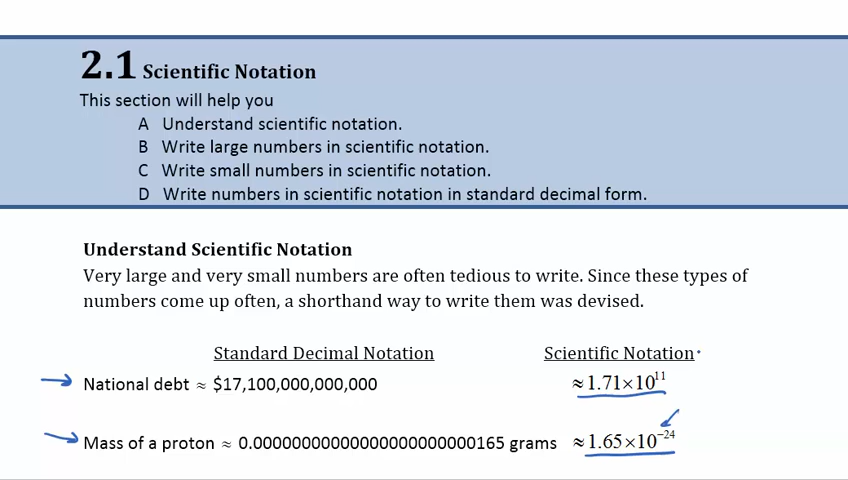 2.1 Scientific Notation
This section will help you
A Understand scientific notation.
B Write large numbers in scientific notation.
C Write small numbers in scientific notation.
D Write numbers in scientific notation in standard decimal form.
Understand Scientific Notation
Very large and very small numbers are often tedious to write. Since these types of
numbers come up often, a shorthand way to write them was devised.
Standard Decimal Notation Scientific Notation
National debt ≈ $17,100,000,000,000 ≈ 1.71×10¹¹
Mass of a proton ≈ 0.00000000000000000000000165 grams ≈ 1.65×10⁻²⁴